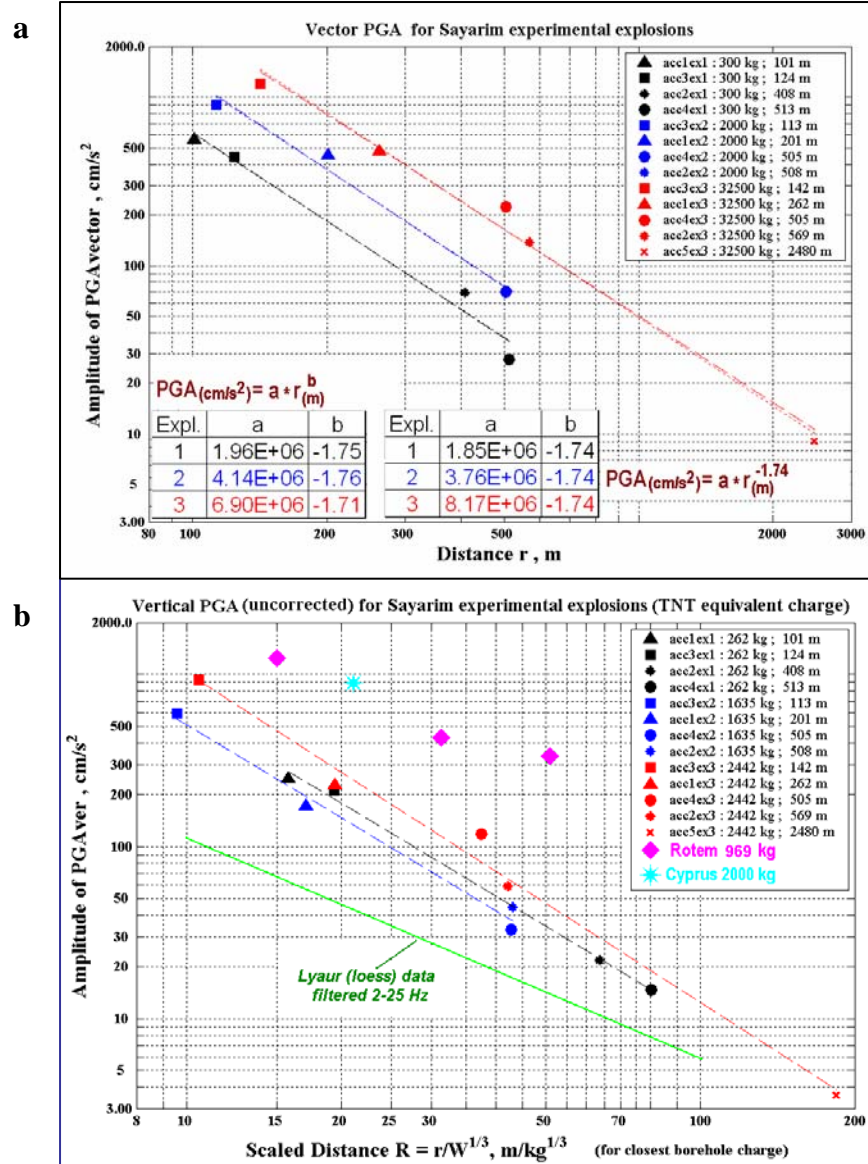 a
Vector PGA for Sayarim experimental explosions
2000.0
500
300
200
100
50
30
20
10
5
3.00
Amplitude of PGAvector , cm/s²
acc1ex1 : 300 kg ; 101 m
acc3ex1 : 300 kg ; 124 m
acc2ex1 : 300 kg ; 408 m
acc4ex1 : 300 kg ; 513 m
acc3ex2 : 2000 kg ; 113 m
acc1ex2 : 2000 kg ; 201 m
acc4ex2 : 2000 kg ; 505 m
acc2ex2 : 2000 kg ; 508 m
acc3ex3 : 32500 kg ; 142 m
acc1ex3 : 32500 kg ; 262 m
acc4ex3 : 32500 kg ; 505 m
acc2ex3 : 32500 kg ; 569 m
acc5ex3 : 32500 kg ; 2480 m
PGA(cm/s²) = a * r(m)^b
Expl. a b
1 1.96E+06 -1.75
2 4.14E+06 -1.76
3 6.90E+06 -1.71
Expl. a b
1 1.85E+06 -1.74
2 3.76E+06 -1.74
3 8.17E+06 -1.74
PGA(cm/s²) = a * r(m)^-1.74
80 100 200 300 500 2000 3000
Distance r , m
b
Vertical PGA (uncorrected) for Sayarim experimental explosions (TNT equivalent charge)
2000.0
500
300
200
100
50
30
20
10
5
3.00
Amplitude of PGAver , cm/s²
acc1ex1 : 262 kg ; 101 m
acc3ex1 : 262 kg ; 124 m
acc2ex1 : 262 kg ; 408 m
acc4ex1 : 262 kg ; 513 m
acc3ex2 : 1635 kg ; 113 m
acc1ex2 : 1635 kg ; 201 m
acc4ex2 : 1635 kg ; 505 m
acc2ex2 : 1635 kg ; 508 m
acc3ex3 : 2442 kg ; 142 m
acc1ex3 : 2442 kg ; 262 m
acc4ex3 : 2442 kg ; 505 m
acc2ex3 : 2442 kg ; 569 m
acc5ex3 : 2442 kg ; 2480 m
Rotem 969 kg
Cyprus 2000 kg
Lyaur (loess) data
filtered 2-25 Hz
8 10 15 20 30 50 70 100 200
Scaled Distance R = r/W^1/3, m/kg^1/3 (for closest borehole charge)